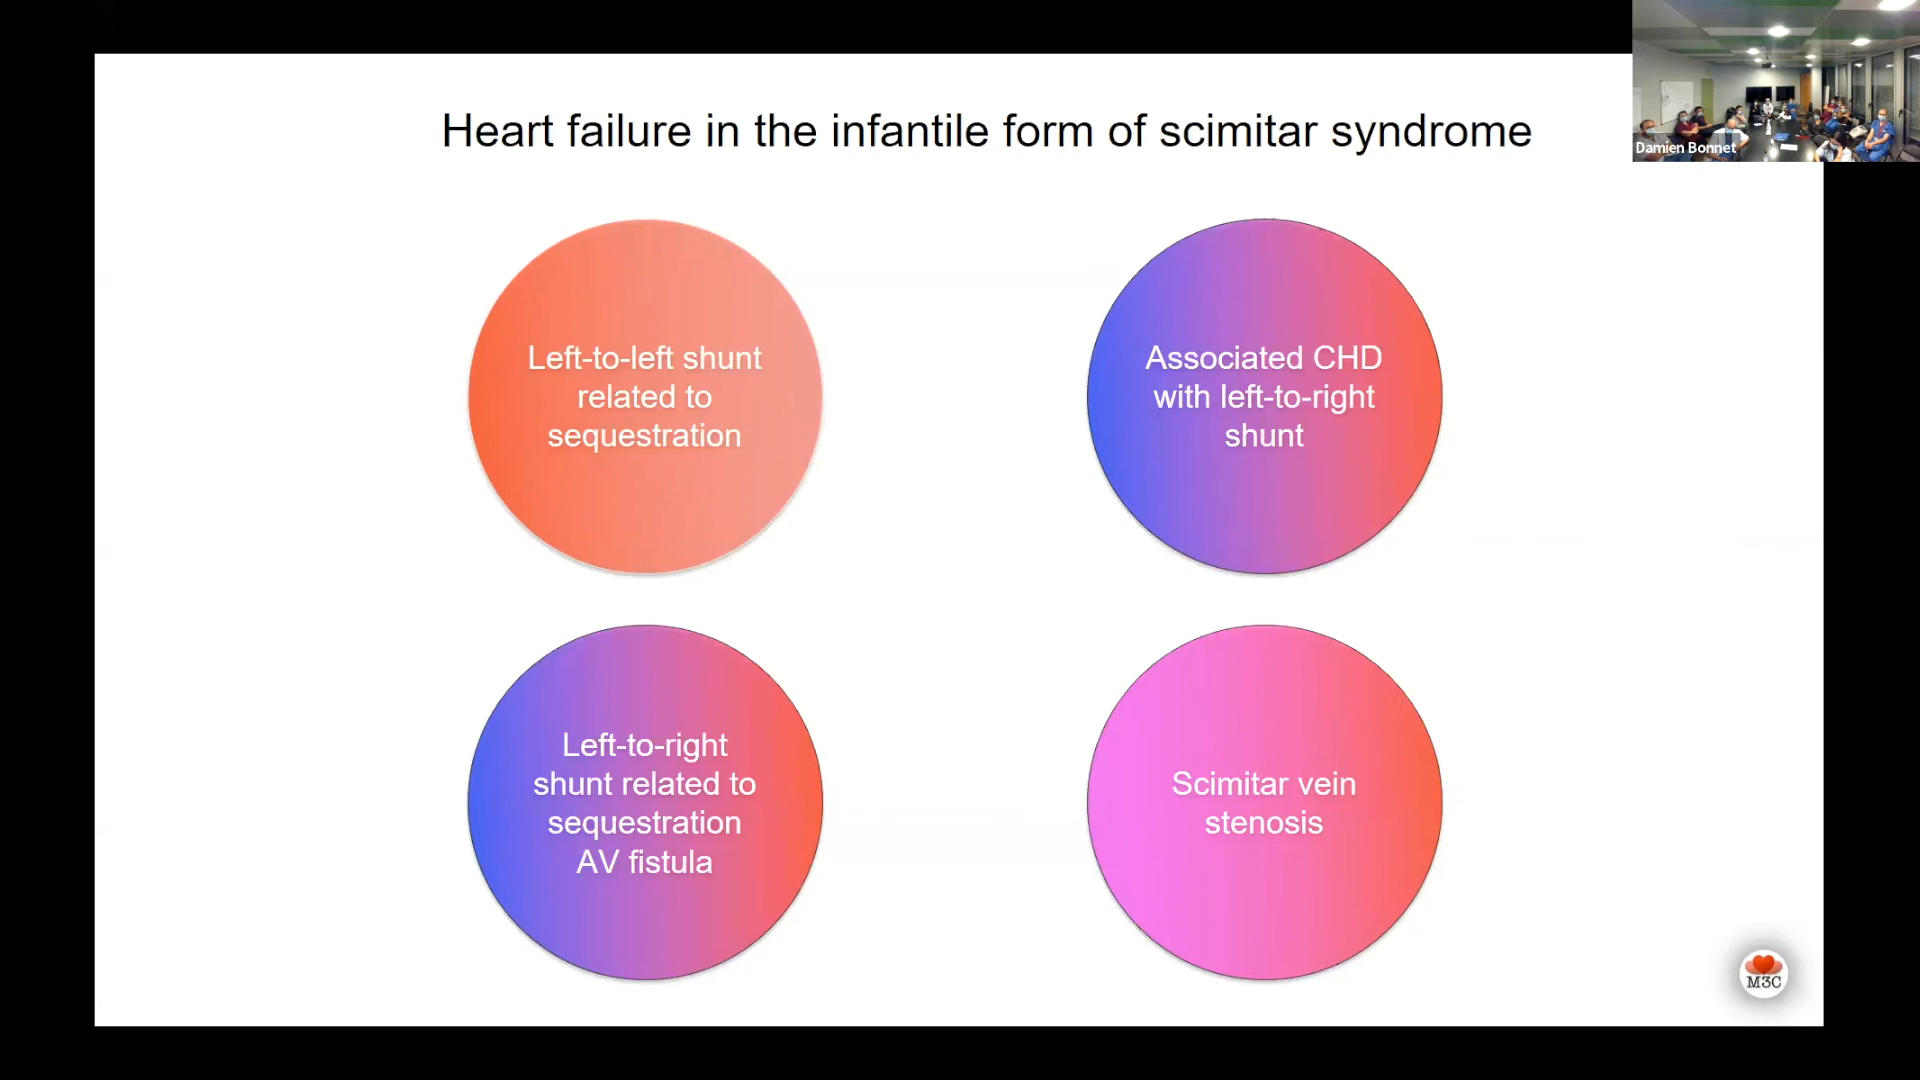 Heart failure in the infantile form of scimitar syndrome
Damien Bonnet
Left-to-left shunt
related to
sequestration
Associated CHD
with left-to-right
shunt
Left-to-right
shunt related to
sequestration
AV fistula
Scimitar vein
stenosis
M3C